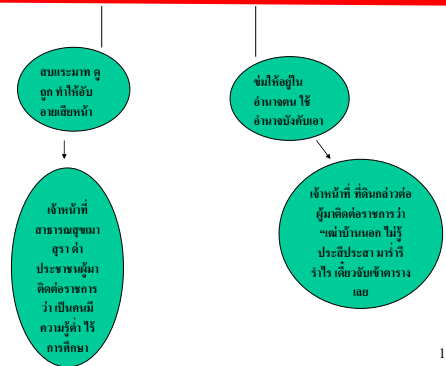 สบประมาท ดู
ถูก ทำให้อับ
อายเสียหน้า
ข่มให้อยู่ใน
อำนาจตน ใช้
อำนาจบังคับเอา
เจ้าหน้าที่
สาธารณสุขเมา
สุรา ด่า
ประชาชนผู้มา
ติดต่อราชการ
ว่า เป็นคนมี
ความรู้ต่ำ ไร้
การศึกษา
เจ้าหน้าที่ ที่ดินกล่าวต่อ
ผู้มาติดต่อราชการว่า
“เฒ่าบ้านนอก ไม่รู้
ประสีประสา มาร่ำรี่
รำไร เดี๋ยวจับเข้าตาราง
เลย
1